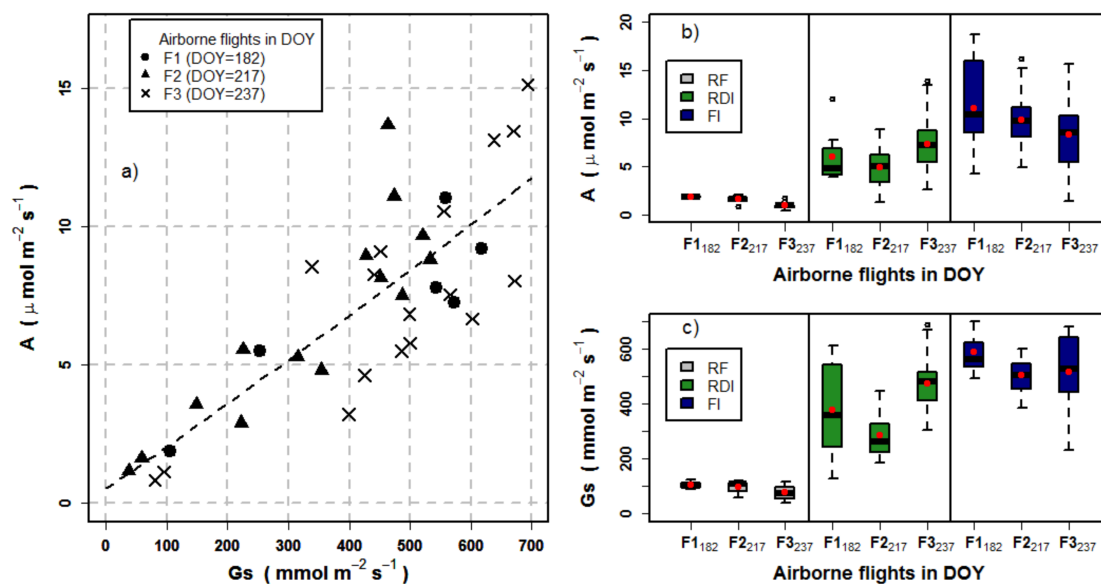 a)
Airborne flights in DOY
F1 (DOY=182)
F2 (DOY=217)
F3 (DOY=237)
A ( μ mol m⁻² s⁻¹)
0 5 10 15
0 100 200 300 400 500 600 700
Gs ( mmol m⁻² s⁻¹)
b)
RF
RDI
FI
A ( μ mol m⁻² s⁻¹)
0 5 10 15 20
F1₁₈₂ F2₂₁₇ F3₂₃₇ F1₁₈₂ F2₂₁₇ F3₂₃₇ F1₁₈₂ F2₂₁₇ F3₂₃₇
Airborne flights in DOY
c)
RF
RDI
FI
Gs ( mmol m⁻² s⁻¹)
0 200 400 600
F1₁₈₂ F2₂₁₇ F3₂₃₇ F1₁₈₂ F2₂₁₇ F3₂₃₇ F1₁₈₂ F2₂₁₇ F3₂₃₇
Airborne flights in DOY